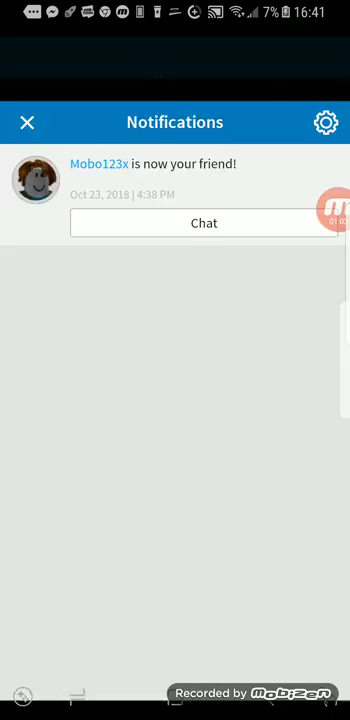 7% 16:41
Notifications
Mobo123x is now your friend!
Oct 23, 2018 | 4:38 PM
Chat
Recorded by Mobizen